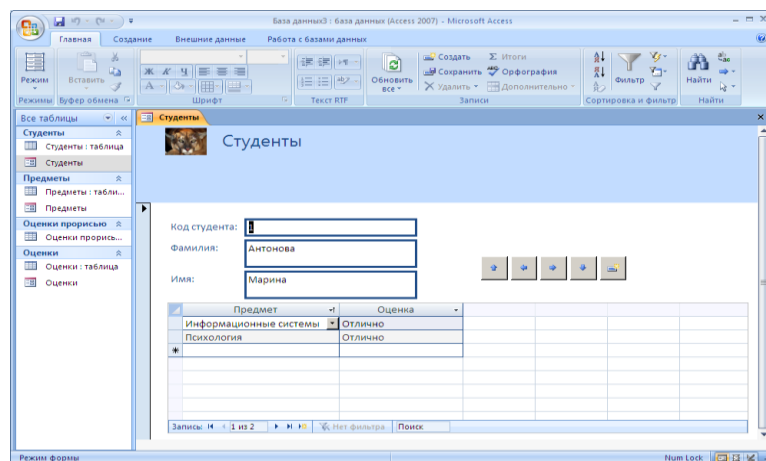 База данных3 : база данных (Access 2007) - Microsoft Access
Главная Создание Внешние данные Работа с базами данных
Режим
Вставить
Ж К Ч
Обновить все
Создать
Сохранить
Удалить
Итоги
Орфография
Дополнительно
Фильтр
Найти
Режимы Буфер обмена Шрифт Текст RTF Записи Сортировка и фильтр Найти
Все таблицы
Студенты
Студенты : таблица
Студенты
Предметы
Предметы : табли...
Предметы
Оценки прорисью
Оценки прорись...
Оценки
Оценки : таблица
Оценки
Студенты
Студенты
Код студента: 1
Фамилия: Антонова
Имя: Марина
Предмет Оценка
Информационные системы Отлично
Психология Отлично
Запись: 1 из 2 Нет фильтра Поиск
Режим формы Num Lock